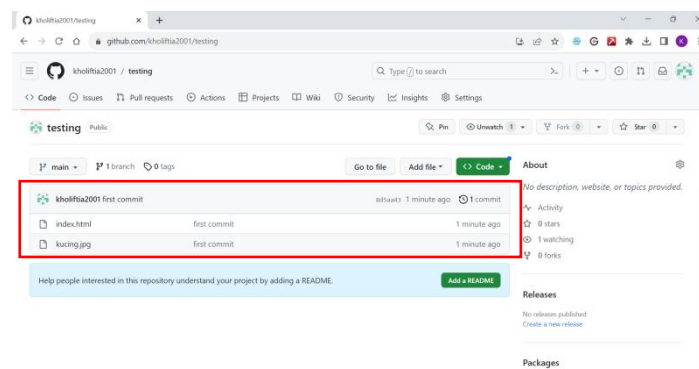 kholiftia2001/testing
github.com/kholiftia2001/testing
kholiftia2001 / testing
Type / to search
Code Issues Pull requests Actions Projects Wiki Security Insights Settings
testing Public
Pin Unwatch 1 Fork 0 Star 0
main 1 branch 0 tags Go to file Add file Code
About
No description, website, or topics provided.
kholiftia2001 first commit 1 minute ago 1 commit
Activity
index.html first commit 1 minute ago
0 stars
kucing.jpg first commit 1 minute ago
1 watching
0 forks
Help people interested in this repository understand your project by adding a README. Add a README
Releases
No releases published
Create a new release
Packages